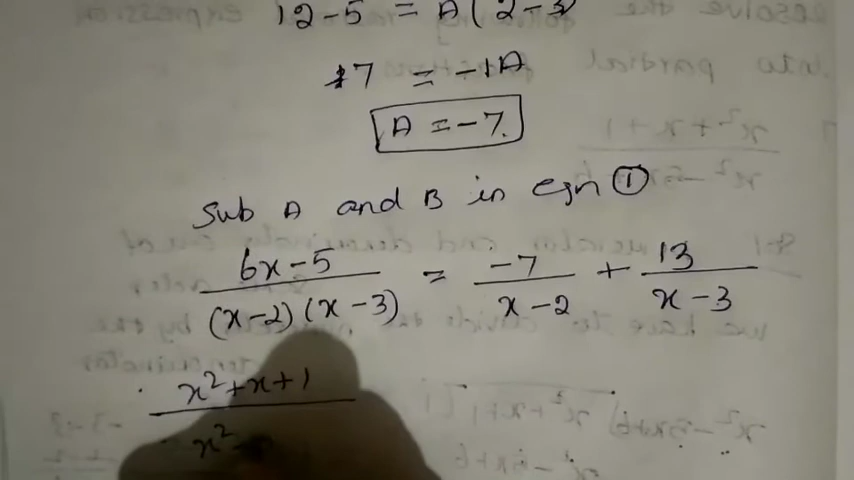 12-5 = A(2-3
7 = -1A
A = -7.
Sub A and B in eqn ①
6x-5/(x-2)(x-3) = -7/x-2 + 13/x-3
x²+x+1/x²-